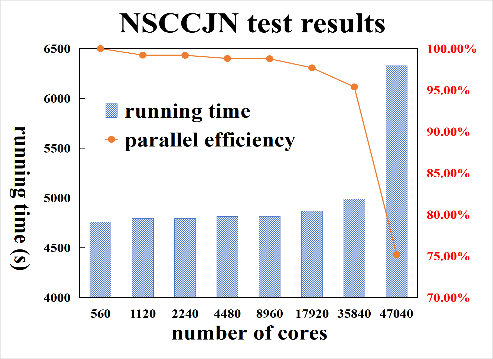 NSCCJN test results
6500
6000
5500
5000
4500
4000
running time (s)
running time
parallel efficiency
100.00%
95.00%
90.00%
85.00%
80.00%
75.00%
70.00%
560 1120 2240 4480 8960 17920 35840 47040
number of cores